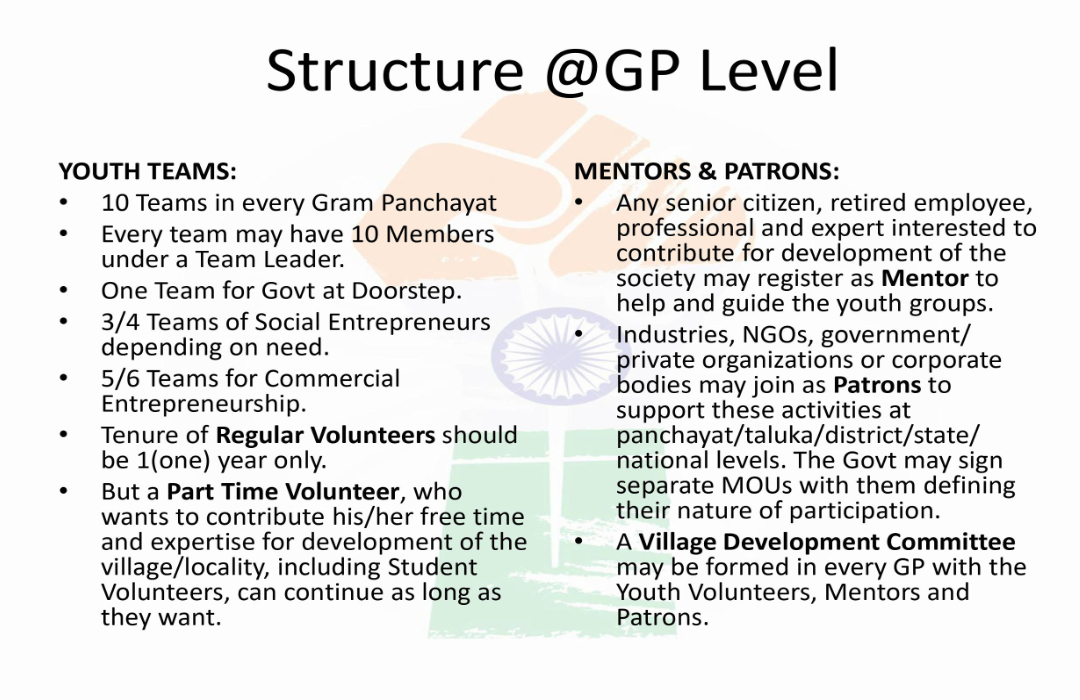 Structure @GP Level
YOUTH TEAMS:
• 10 Teams in every Gram Panchayat
• Every team may have 10 Members
under a Team Leader.
• One Team for Govt at Doorstep.
• 3/4 Teams of Social Entrepreneurs
depending on need.
• 5/6 Teams for Commercial
Entrepreneurship.
• Tenure of Regular Volunteers should
be 1(one) year only.
• But a Part Time Volunteer, who
wants to contribute his/her free time
and expertise for development of the
village/locality, including Student
Volunteers, can continue as long as
they want.
MENTORS & PATRONS:
• Any senior citizen, retired employee,
professional and expert interested to
contribute for development of the
society may register as Mentor to
help and guide the youth groups.
• Industries, NGOs, government/
private organizations or corporate
bodies may join as Patrons to
support these activities at
panchayat/taluka/district/state/
national levels. The Govt may sign
separate MOUs with them defining
their nature of participation.
• A Village Development Committee
may be formed in every GP with the
Youth Volunteers, Mentors and
Patrons.